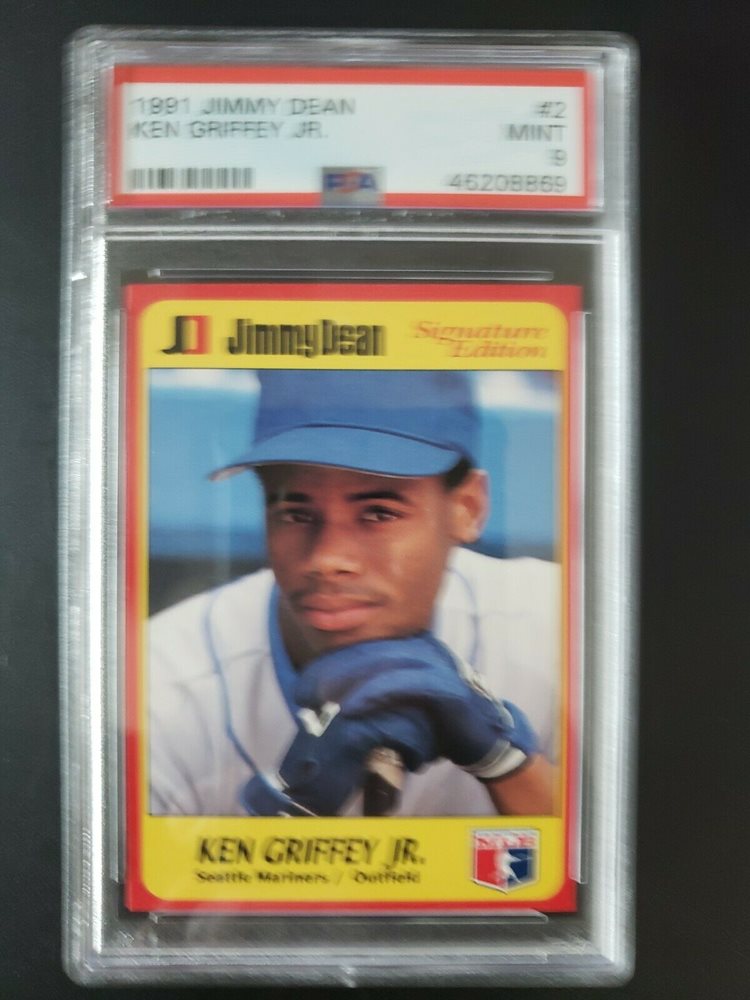 1991 JIMMY DEAN #2
KEN GRIFFEY JR. MINT
9
PSA 46208869
JD Jimmy Dean Signature
Edition
KEN GRIFFEY JR.
Seattle Mariners / Outfield